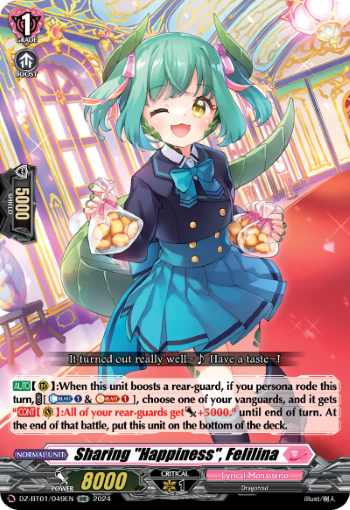 1
GRADE
BOOST
5000
SHIELD
It turned out really well~♪ Have a taste~!
AUTO【 】:When this unit boosts a rear-guard, if you persona rode this
turn, [BLAST 1 & BLAST 1], choose one of your vanguards, and it gets
"CONT【 】:All of your rear-guards get +5000." until end of turn. At
the end of that battle, put this unit on the bottom of the deck.
NORMAL UNIT
Sharing "Happiness", Felilina
POWER 8000
CRITICAL
1
Lyrical Monasterio
Dragonoid
DZ-BT01/049EN 2024
illust/樹人